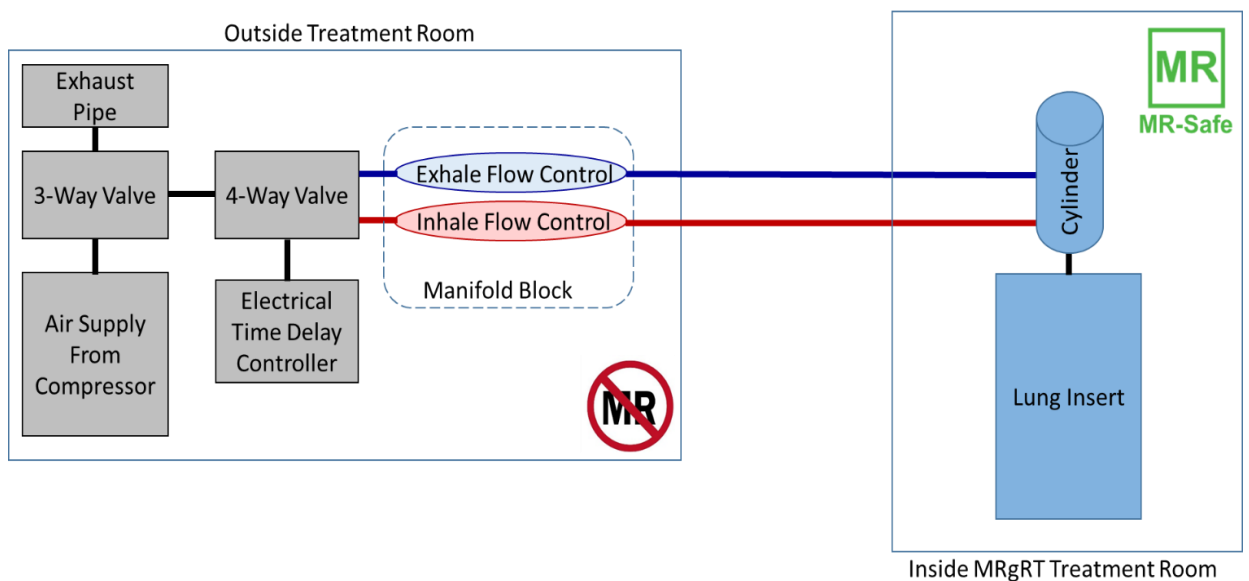 Outside Treatment Room
Exhaust
Pipe
3-Way Valve
4-Way Valve
Air Supply
From
Compressor
Electrical
Time Delay
Controller
Exhale Flow Control
Inhale Flow Control
Manifold Block
MR
MR
MR-Safe
Cylinder
Lung Insert
Inside MRgRT Treatment Room